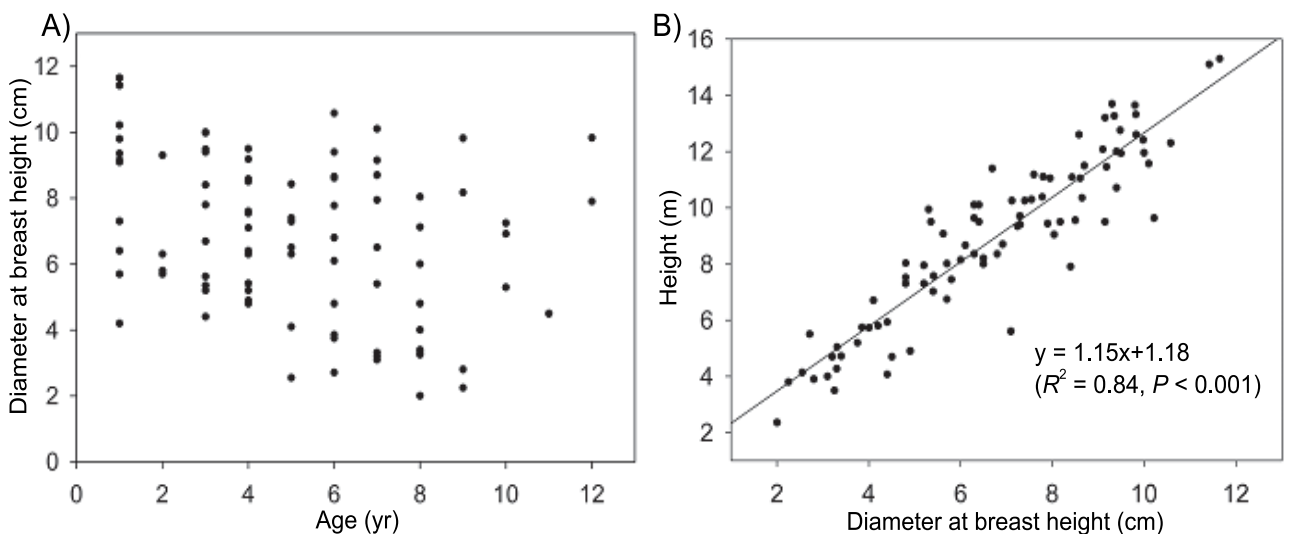 A)
Diameter at breast height (cm)
12
10
8
6
4
2
0
0 2 4 6 8 10 12
Age (yr)
B)
Height (m)
16
14
12
10
8
6
4
2
y = 1.15x+1.18
(R² = 0.84, P < 0.001)
2 4 6 8 10 12
Diameter at breast height (cm)